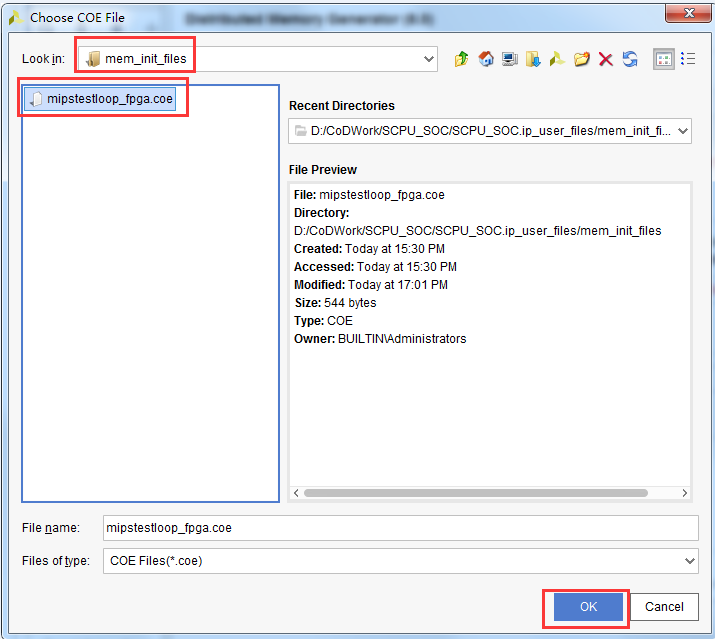 Choose COE File
Distributed Memory Generator (8.0)
Look in:
mem_init_files
mipstestloop_fpga.coe
Recent Directories
D:/CoDWork/SCPU_SOC/SCPU_SOC.ip_user_files/mem_init_fi...
File Preview
File: mipstestloop_fpga.coe
Directory:
D:/CoDWork/SCPU_SOC/SCPU_SOC.ip_user_files/mem_init_files
Created: Today at 15:30 PM
Accessed: Today at 15:30 PM
Modified: Today at 17:01 PM
Size: 544 bytes
Type: COE
Owner: BUILTIN\Administrators
File name:
mipstestloop_fpga.coe
Files of type:
COE Files(*.coe)
OK
Cancel